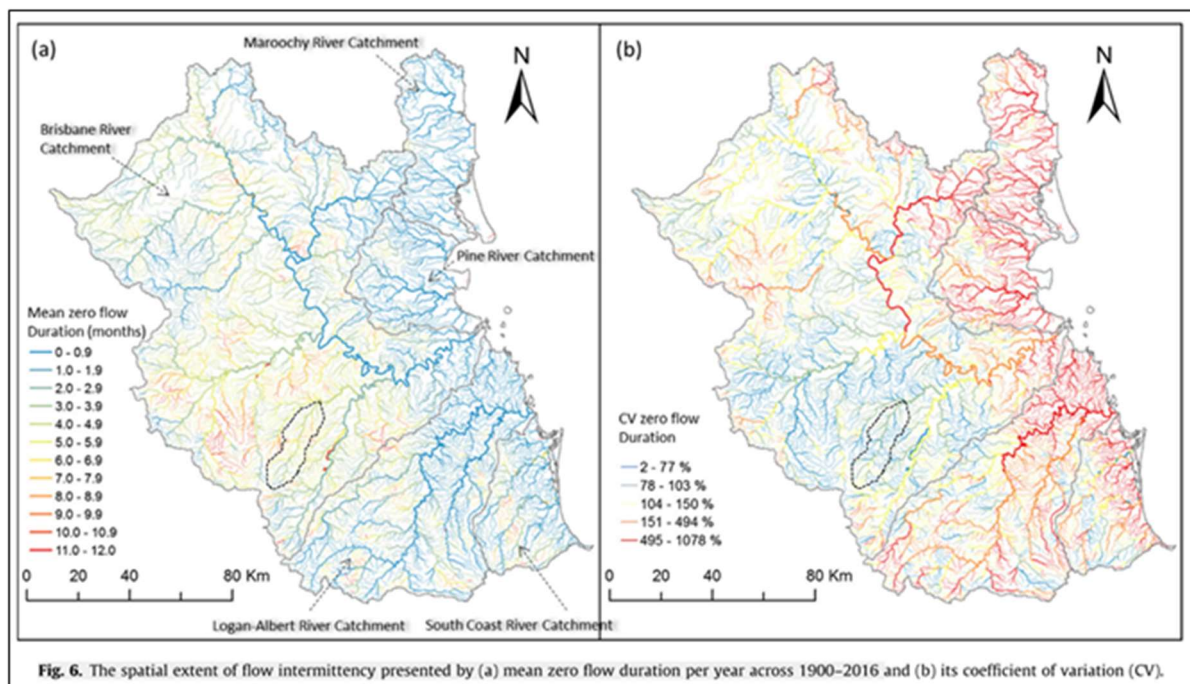 (a)
Maroochy River Catchment
N
Brisbane River
Catchment
Pine River Catchment
Mean zero flow
Duration (months)
0 - 0.9
1.0 - 1.9
2.0 - 2.9
3.0 - 3.9
4.0 - 4.9
5.0 - 5.9
6.0 - 6.9
7.0 - 7.9
8.0 - 8.9
9.0 - 9.9
10.0 - 10.9
11.0 - 12.0
0 20 40 80 Km
Logan-Albert River Catchment
South Coast River Catchment
(b)
N
CV zero flow
Duration
2 - 77 %
78 - 103 %
104 - 150 %
151 - 494 %
495 - 1078 %
0 20 40 80 Km
Fig. 6. The spatial extent of flow intermittency presented by (a) mean zero flow duration per year across 1900–2016 and (b) its coefficient of variation (CV).